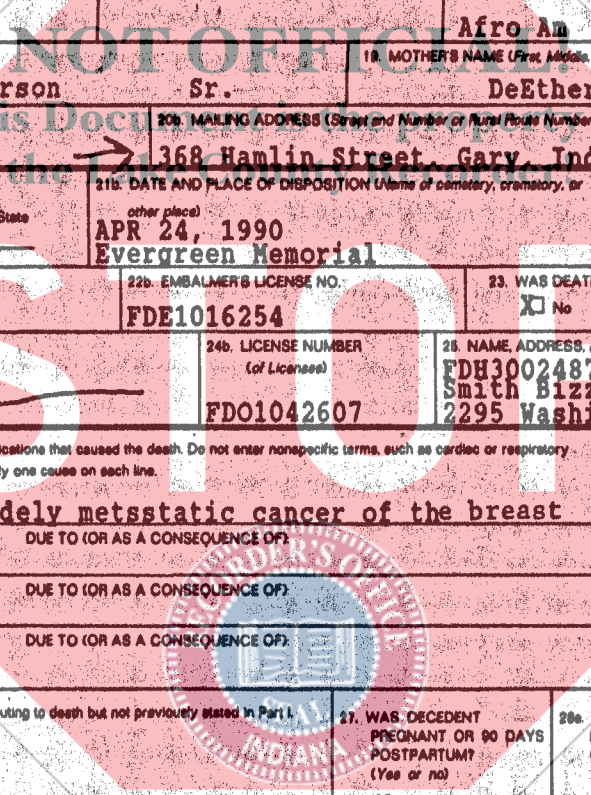 Afro Am
NOT OFFICIAL!
19. MOTHER'S NAME (First, Middle,
rson Sr. DeEther
is Document is the property
20b. MAILING ADDRESS (Street and Number or Rural Route Number
368 Hamlin Street Gary, Ind
the Lake County Recorder!
21b. DATE AND PLACE OF DISPOSITION (Name of cemetery, crematory, or
State other place)
APR 24, 1990
Evergreen Memorial
22b. EMBALMER'S LICENSE NO. 23. WAS DEAT
FDE1016254 X No
24b. LICENSE NUMBER 25. NAME, ADDRESS,
(of Licensee) FDH3002487
Smith Bizz
FDO1042607 2295 Washi
STOP
ications that caused the death. Do not enter nonspecific terms, such as cardiac or respiratory
ly one cause on each line.
dely metsstatic cancer of the breast
DUE TO (OR AS A CONSEQUENCE OF):
DUE TO (OR AS A CONSEQUENCE OF):
DUE TO (OR AS A CONSEQUENCE OF):
RECORDER'S OFFICE
SEAL
INDIANA
uting to death but not previously stated in Part I. 27. WAS DECEDENT 28a.
PREGNANT OR 90 DAYS
POSTPARTUM?
(Yes or no)